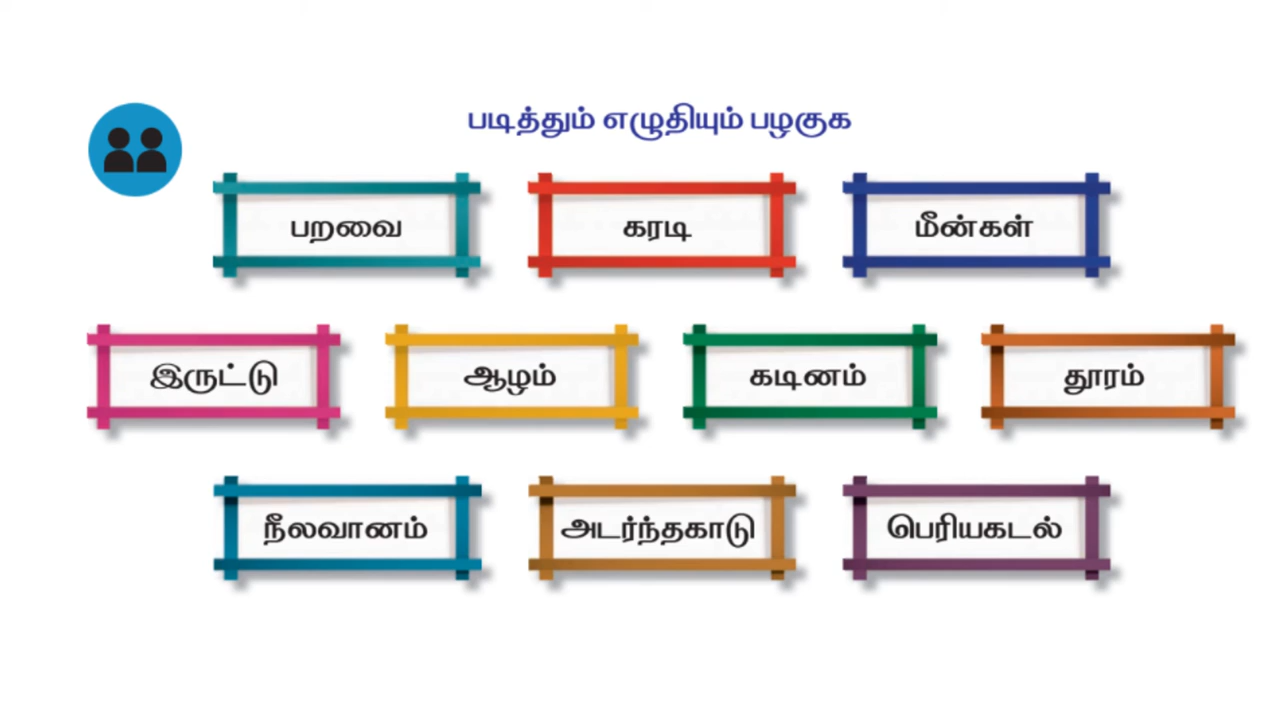 படித்தும் எழுதியும் பழகுக
பறவை
கரடி
மீன்கள்
இருட்டு
ஆழம்
கடினம்
தூரம்
நீலவானம்
அடர்ந்தகாடு
பெரியகடல்